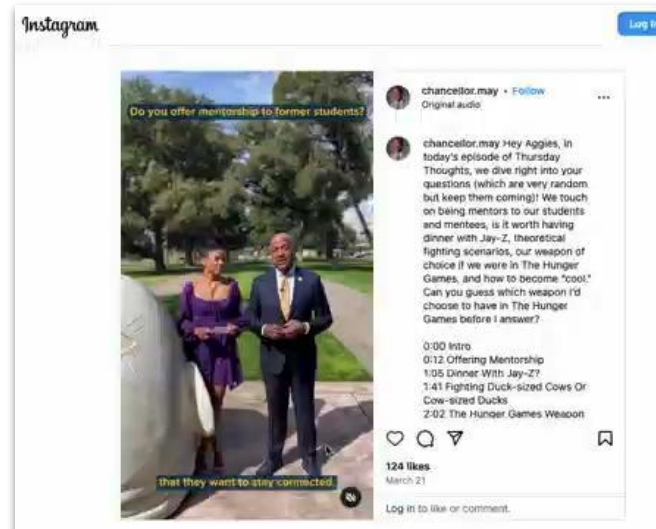 Instagram
Log In
Do you offer mentorship to former students?
that they want to stay connected.
chancellor.may • Follow
Original audio
chancellor.may Hey Aggies, in
today's episode of Thursday
Thoughts, we dive right into your
questions (which are very random
but keep them coming)! We touch
on being mentors to our students
and mentees, is it worth having
dinner with Jay-Z, theoretical
fighting scenarios, our weapon of
choice if we were in The Hunger
Games, and how to become "cool."
Can you guess which weapon I'd
choose to have in The Hunger
Games before I answer?
0:00 Intro
0:12 Offering Mentorship
1:05 Dinner With Jay-Z?
1:41 Fighting Duck-sized Cows Or
Cow-sized Ducks
2:02 The Hunger Games Weapon
124 likes
March 21
Log in to like or comment.